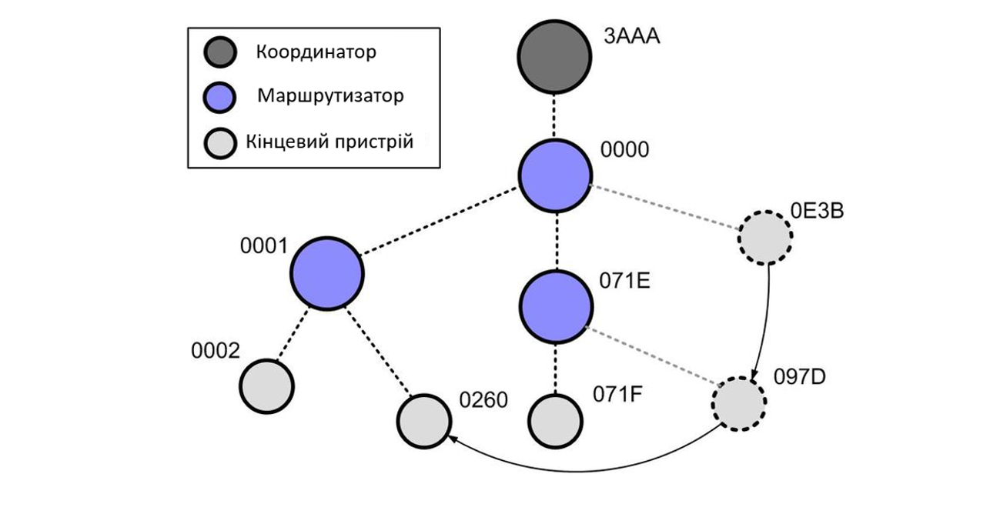 Координатор
Маршрутизатор
Кінцевий пристрій
3AAA
0000
0E3B
0001
071E
0002
097D
0260
071F